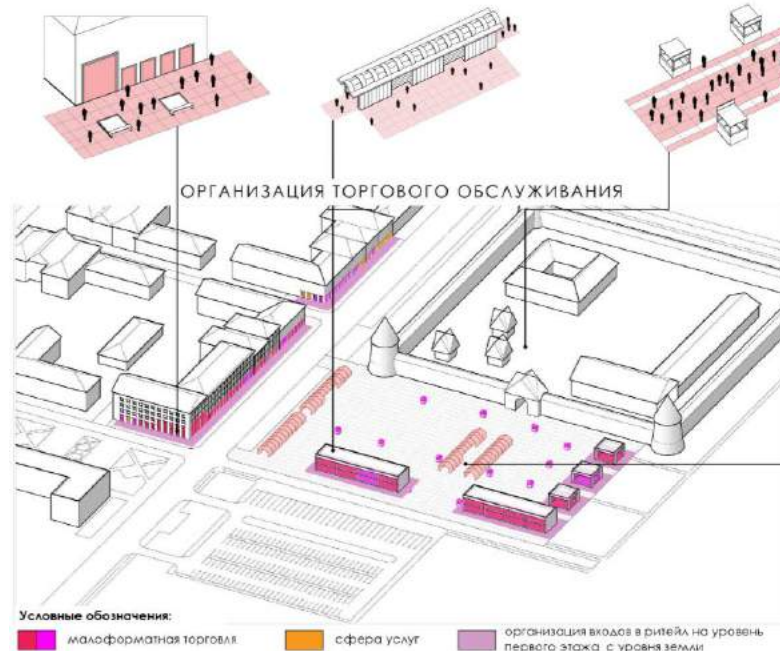 ОРГАНИЗАЦИЯ ТОРГОВОГО ОБСЛУЖИВАНИЯ
Условные обозначения:
малоформатная торговля
сфера услуг
организация входов в ритейл на уровень
первого этажа с уровня земли